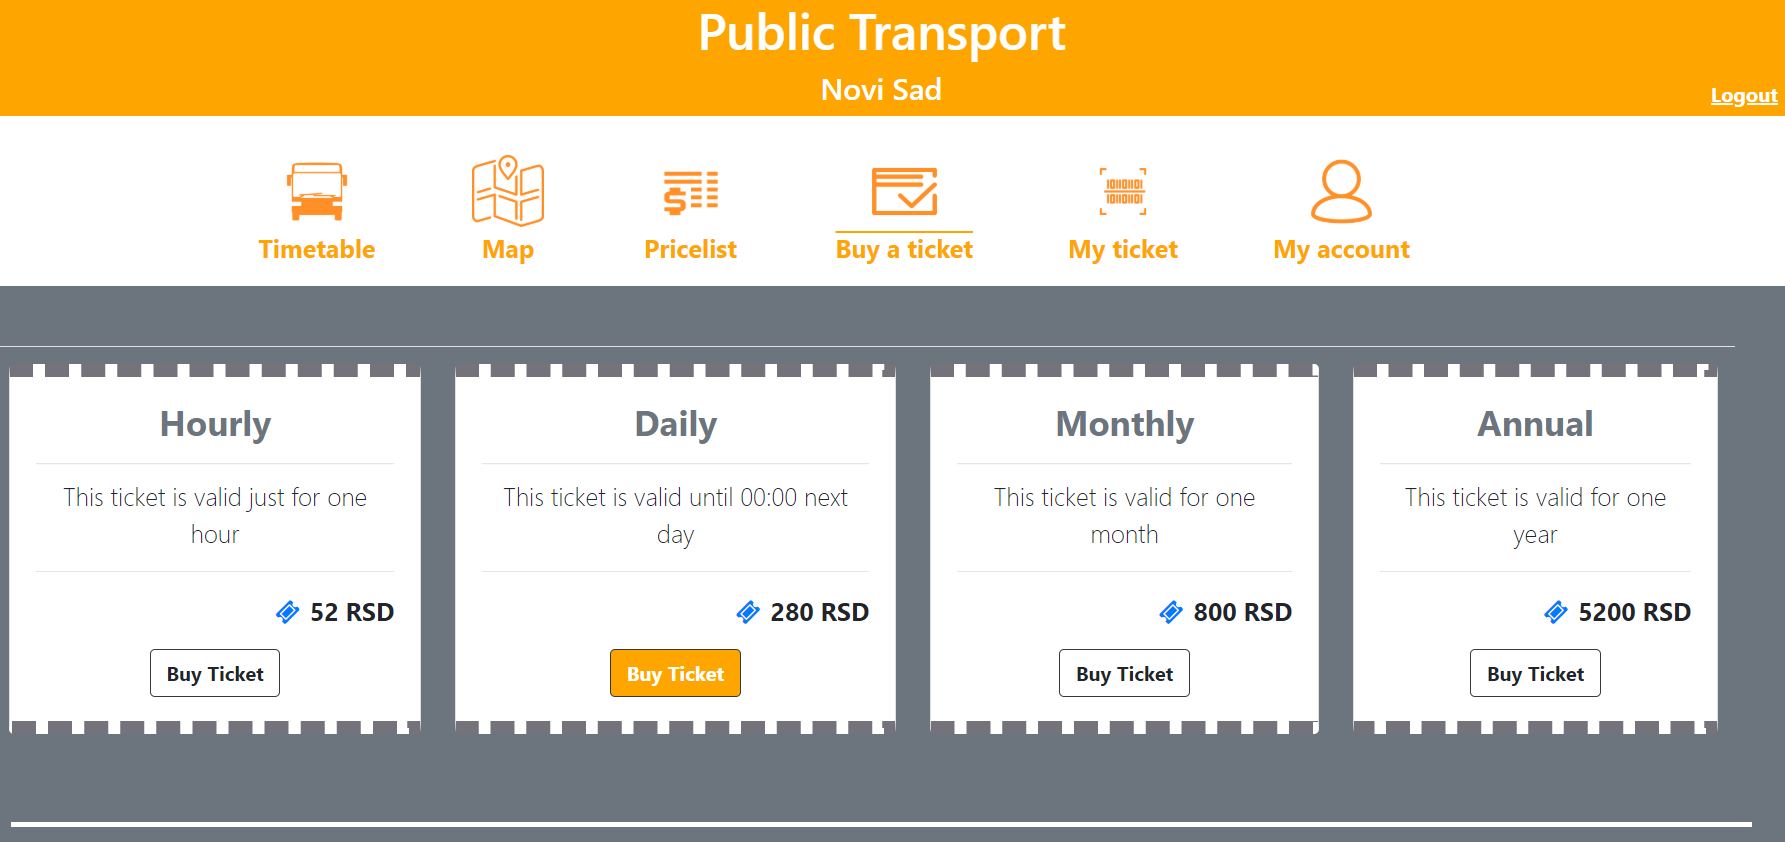 Public Transport
Novi Sad
Logout
Timetable
Map
Pricelist
Buy a ticket
My ticket
My account
Hourly
This ticket is valid just for one
hour
52 RSD
Buy Ticket
Daily
This ticket is valid until 00:00 next
day
280 RSD
Buy Ticket
Monthly
This ticket is valid for one
month
800 RSD
Buy Ticket
Annual
This ticket is valid for one
year
5200 RSD
Buy Ticket